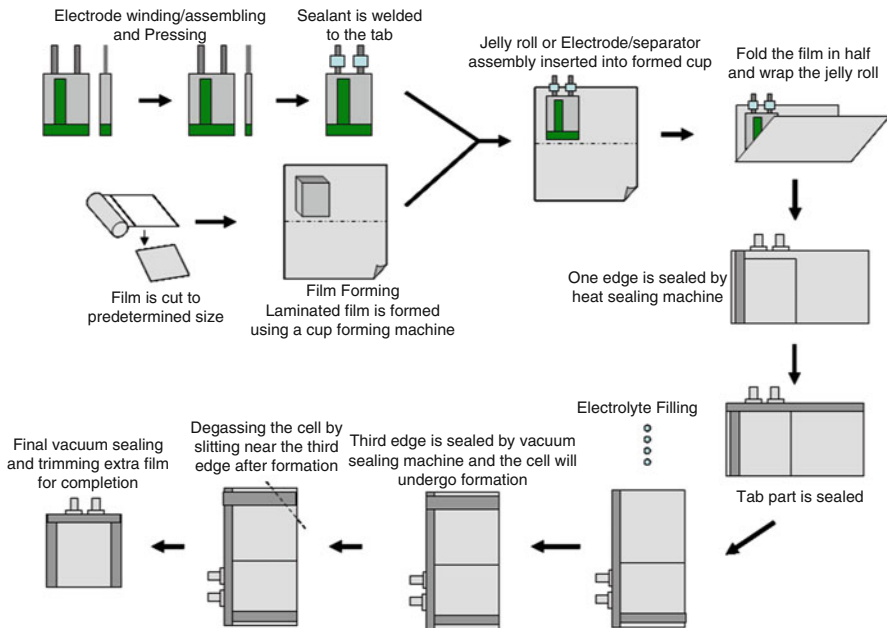 Electrode winding/assembling
and Pressing
Sealant is welded
to the tab
Jelly roll or Electrode/separator
assembly inserted into formed cup
Fold the film in half
and wrap the jelly roll
Film is cut to
predetermined size
Film Forming
Laminated film is formed
using a cup forming machine
One edge is sealed by
heat sealing machine
Tab part is sealed
Electrolyte Filling
Third edge is sealed by vacuum
sealing machine and the cell will
undergo formation
Degassing the cell by
slitting near the third
edge after formation
Final vacuum sealing
and trimming extra film
for completion